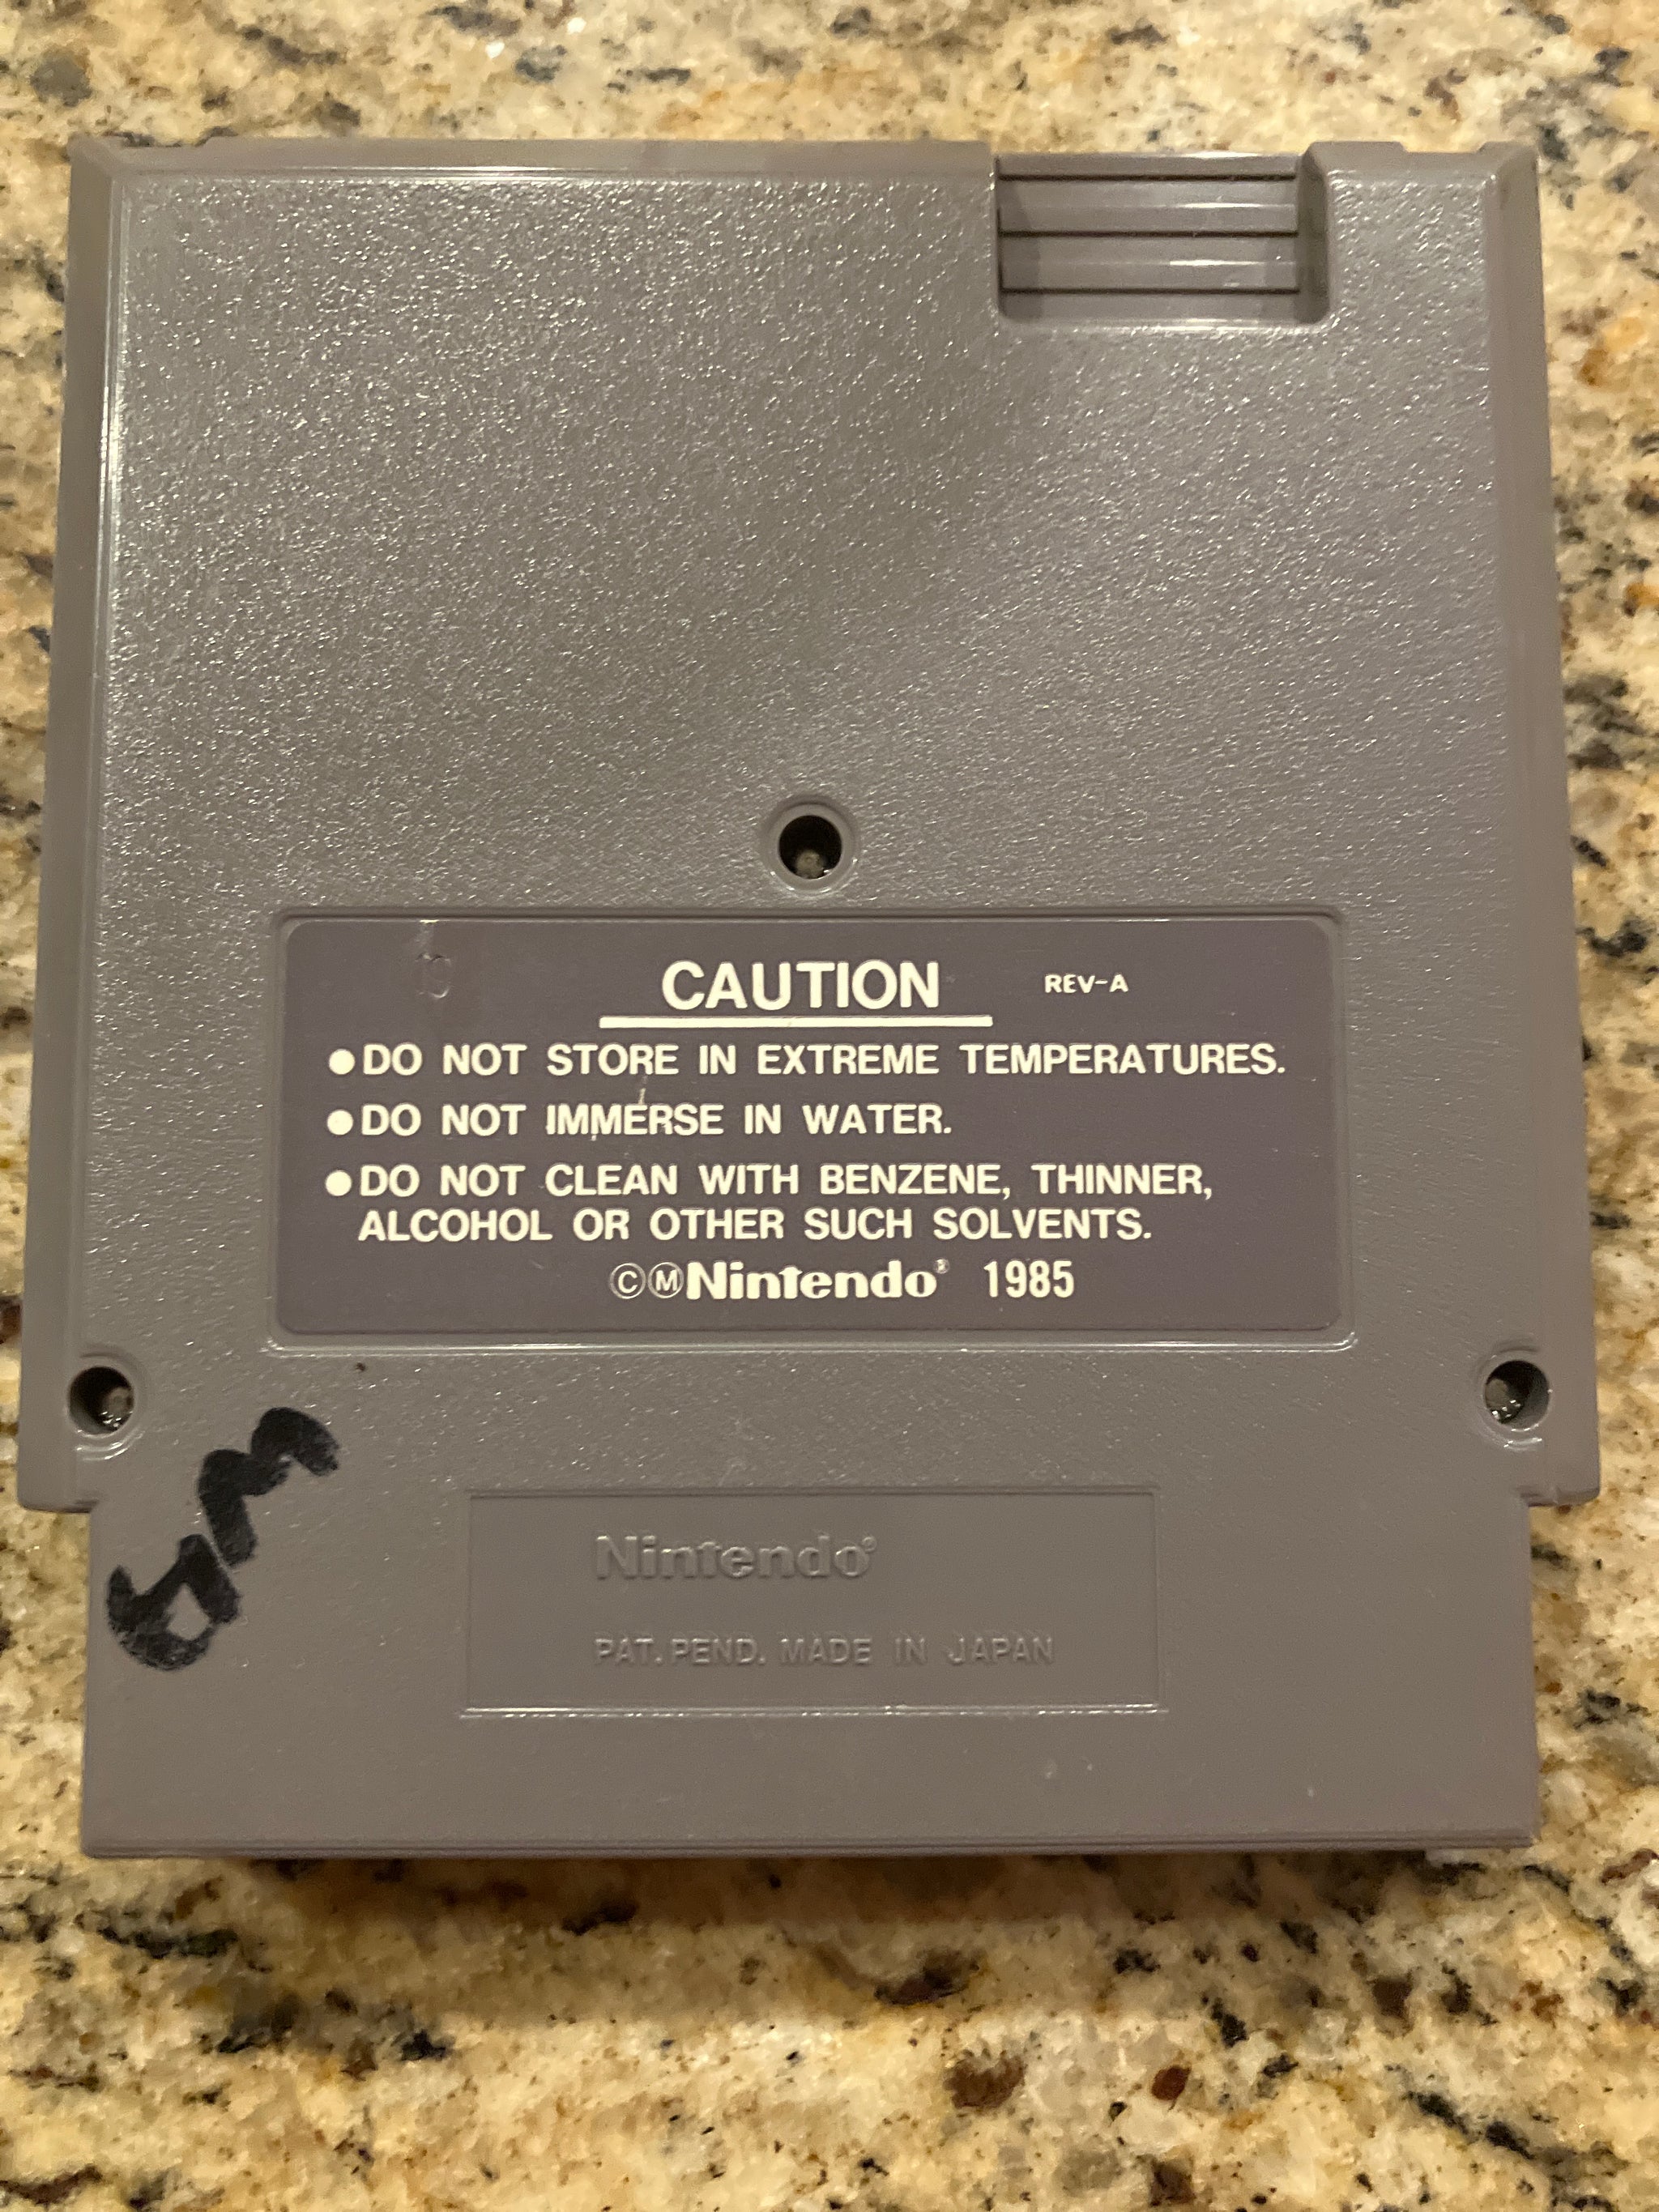 CAUTION REV-A
●DO NOT STORE IN EXTREME TEMPERATURES.
●DO NOT IMMERSE IN WATER.
●DO NOT CLEAN WITH BENZENE, THINNER,
ALCOHOL OR OTHER SUCH SOLVENTS.
©ⓂNintendo® 1985
Nintendo®
PAT. PEND. MADE IN JAPAN